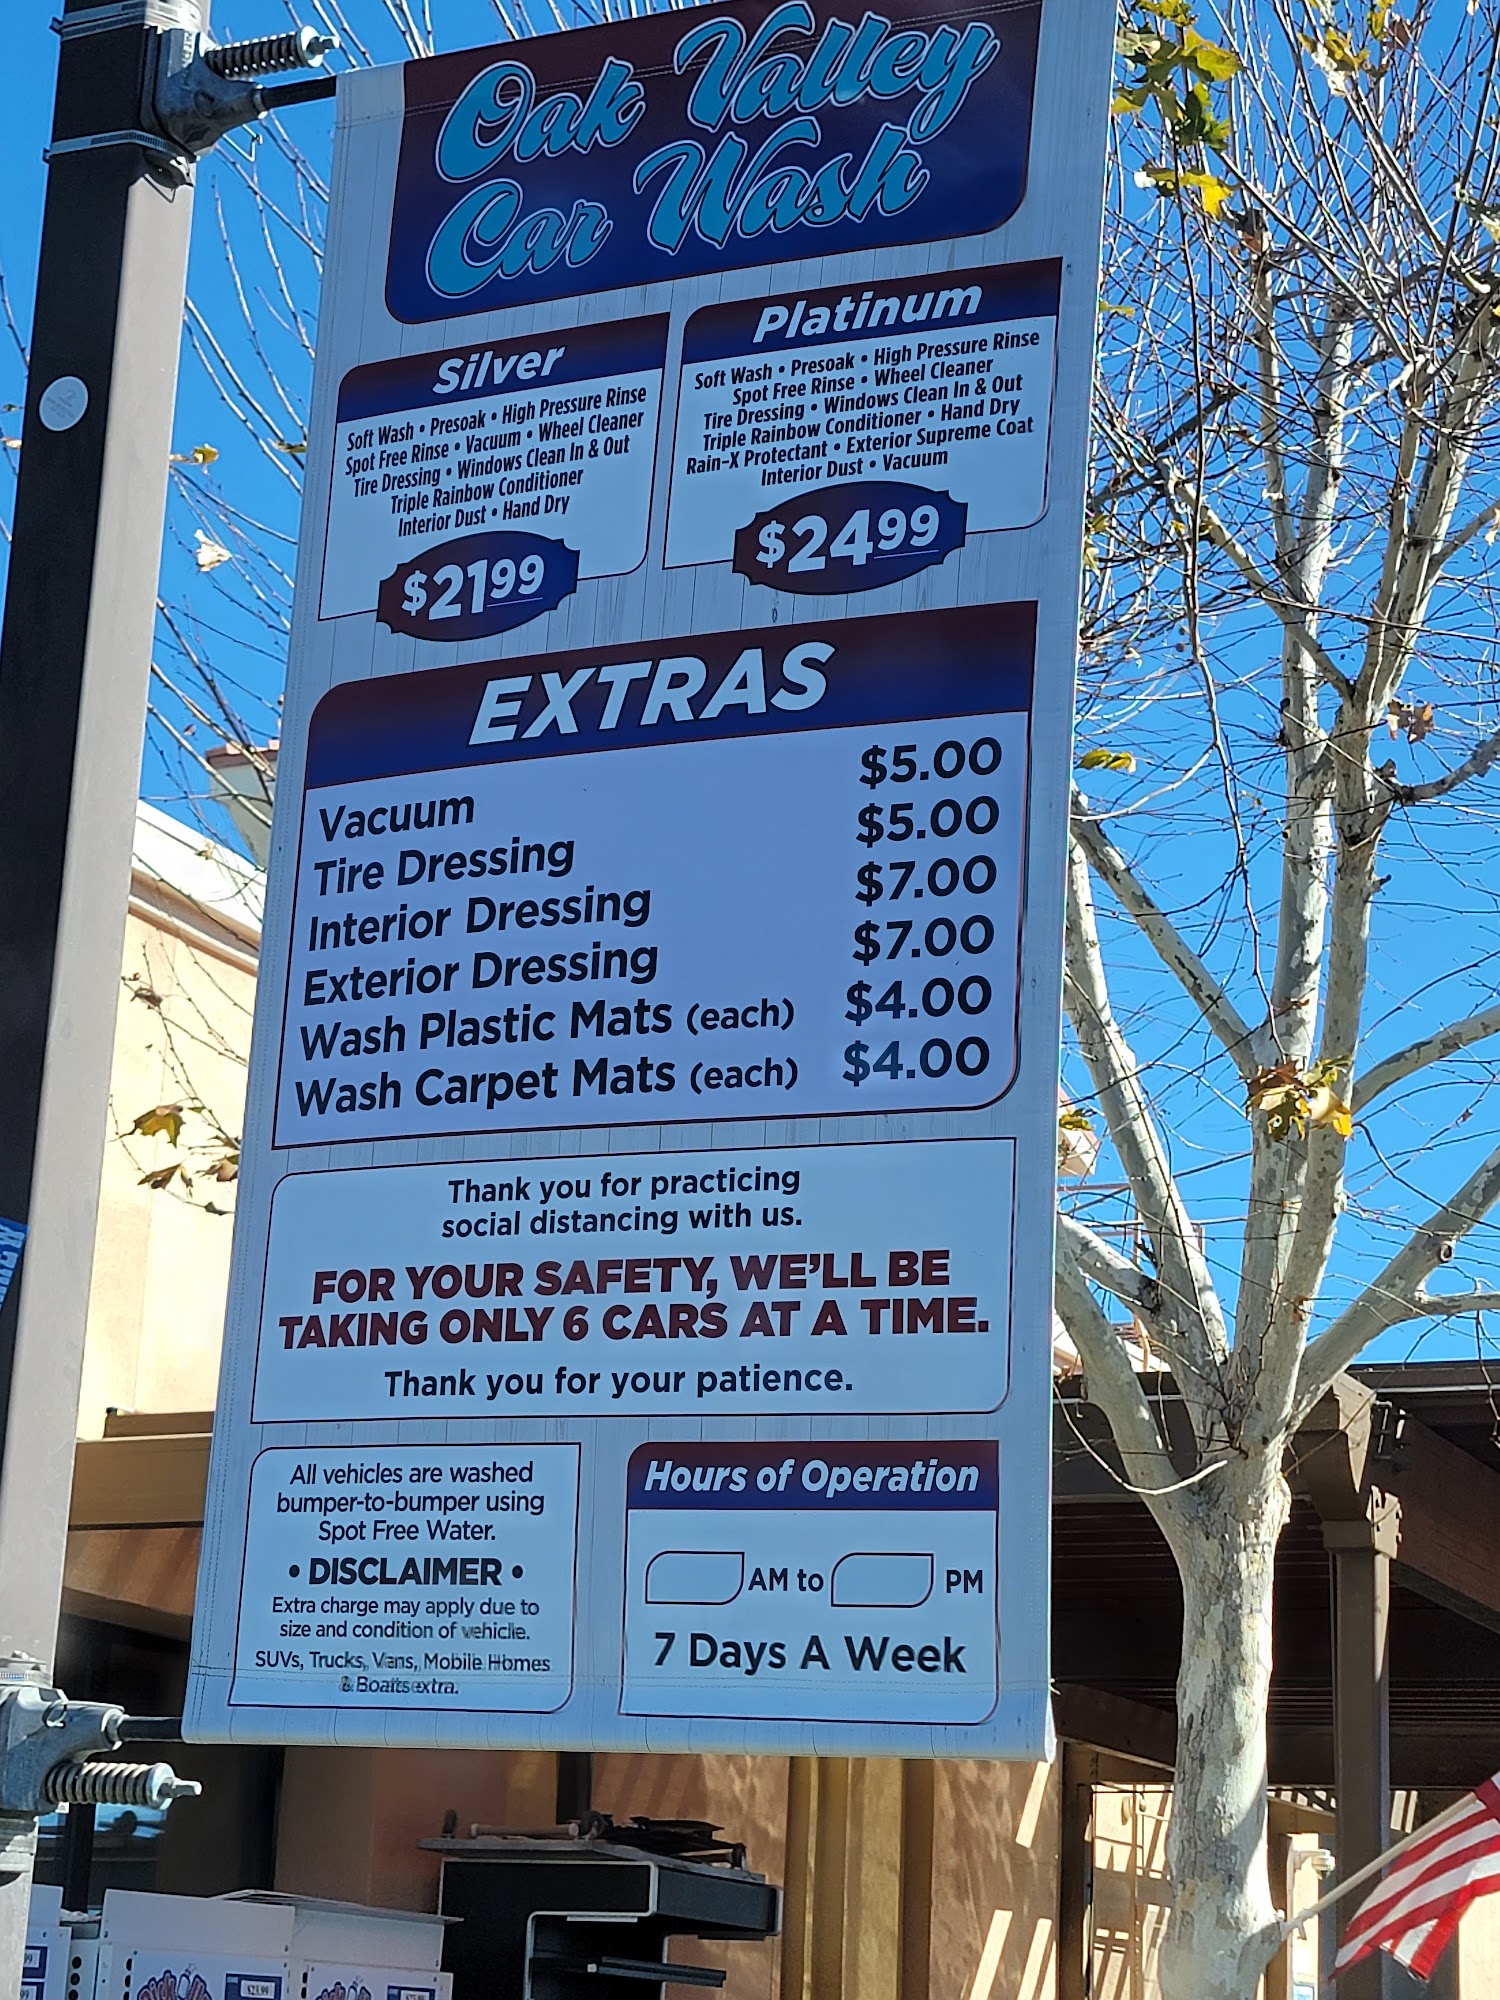 Oak Valley
Car Wash
Silver
Soft Wash • Presoak • High Pressure Rinse
Spot Free Rinse • Vacuum • Wheel Cleaner
Tire Dressing • Windows Clean In & Out
Triple Rainbow Conditioner
Interior Dust • Hand Dry
$2199
Platinum
Soft Wash • Presoak • High Pressure Rinse
Spot Free Rinse • Wheel Cleaner
Tire Dressing • Windows Clean In & Out
Triple Rainbow Conditioner • Hand Dry
Rain-X Protectant • Exterior Supreme Coat
Interior Dust • Vacuum
$2499
EXTRAS
Vacuum $5.00
Tire Dressing $5.00
Interior Dressing $7.00
Exterior Dressing $7.00
Wash Plastic Mats (each) $4.00
Wash Carpet Mats (each) $4.00
Thank you for practicing
social distancing with us.
FOR YOUR SAFETY, WE'LL BE
TAKING ONLY 6 CARS AT A TIME.
Thank you for your patience.
All vehicles are washed
bumper-to-bumper using
Spot Free Water.
• DISCLAIMER •
Extra charge may apply due to
size and condition of vehicle.
SUVs, Trucks, Vans, Mobile Homes
& Boats extra.
Hours of Operation
AM to PM
7 Days A Week